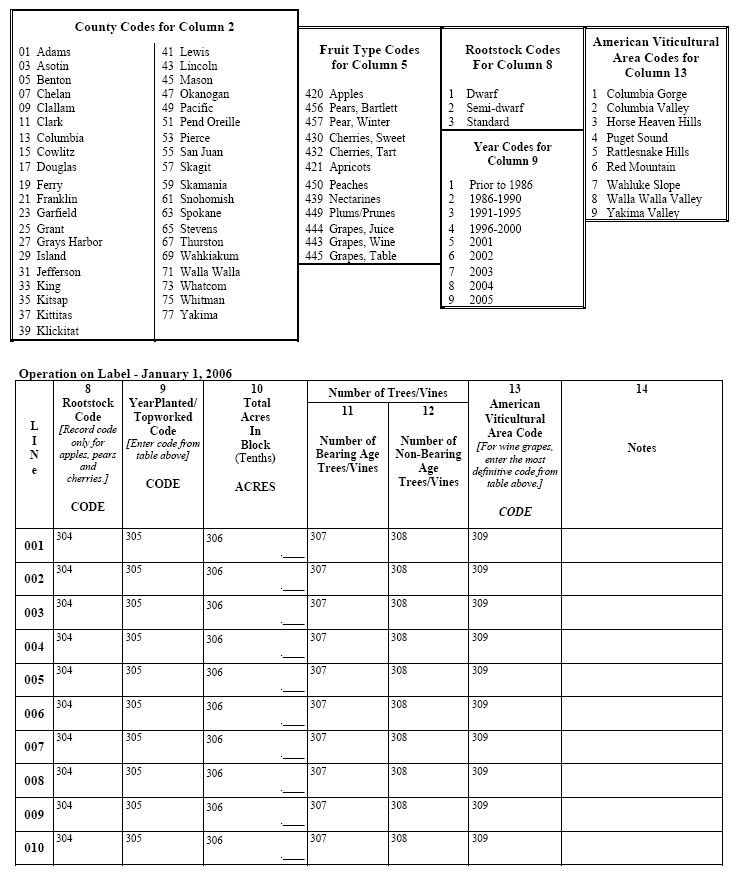 County Codes for Column 2
01 Adams
03 Asotin
05 Benton
07 Chelan
09 Clallam
11 Clark
13 Columbia
15 Cowlitz
17 Douglas
19 Ferry
21 Franklin
23 Garfield
25 Grant
27 Grays Harbor
29 Island
31 Jefferson
33 King
35 Kitsap
37 Kittitas
39 Klickitat
41 Lewis
43 Lincoln
45 Mason
47 Okanogan
49 Pacific
51 Pend Oreille
53 Pierce
55 San Juan
57 Skagit
59 Skamania
61 Snohomish
63 Spokane
65 Stevens
67 Thurston
69 Wahkiakum
71 Walla Walla
73 Whatcom
75 Whitman
77 Yakima
Fruit Type Codes
for Column 5
420 Apples
456 Pears, Bartlett
457 Pear, Winter
430 Cherries, Sweet
432 Cherries, Tart
421 Apricots
450 Peaches
439 Nectarines
449 Plums/Prunes
444 Grapes, Juice
443 Grapes, Wine
445 Grapes, Table
Rootstock Codes
For Column 8
1 Dwarf
2 Semi-dwarf
3 Standard
Year Codes for
Column 9
1 Prior to 1986
2 1986-1990
3 1991-1995
4 1996-2000
5 2001
6 2002
7 2003
8 2004
9 2005
American Viticultural
Area Codes for
Column 13
1 Columbia Gorge
2 Columbia Valley
3 Horse Heaven Hills
4 Puget Sound
5 Rattlesnake Hills
6 Red Mountain
7 Wahluke Slope
8 Walla Walla Valley
9 Yakima Valley
Operation on Label - January 1, 2006
L
I
N
e
8
Rootstock
Code
[Record code
only for
apples, pears
and
cherries.]
CODE
9
YearPlanted/
Topworked
Code
[Enter code from
table above]
CODE
10
Total
Acres
In
Block
(Tenths)
ACRES
Number of Trees/Vines
11
Number of
Bearing Age
Trees/Vines
12
Number of
Non-Bearing
Age
Trees/Vines
13
American
Viticultural
Area Code
[For wine grapes,
enter the most
definitive code from
table above.]
CODE
14
Notes
001 304 305 306 .___ 307 308 309
002 304 305 306 .___ 307 308 309
003 304 305 306 .___ 307 308 309
004 304 305 306 .___ 307 308 309
005 304 305 306 .___ 307 308 309
006 304 305 306 .___ 307 308 309
007 304 305 306 .___ 307 308 309
008 304 305 306 .___ 307 308 309
009 304 305 306 .___ 307 308 309
010 304 305 306 .___ 307 308 309